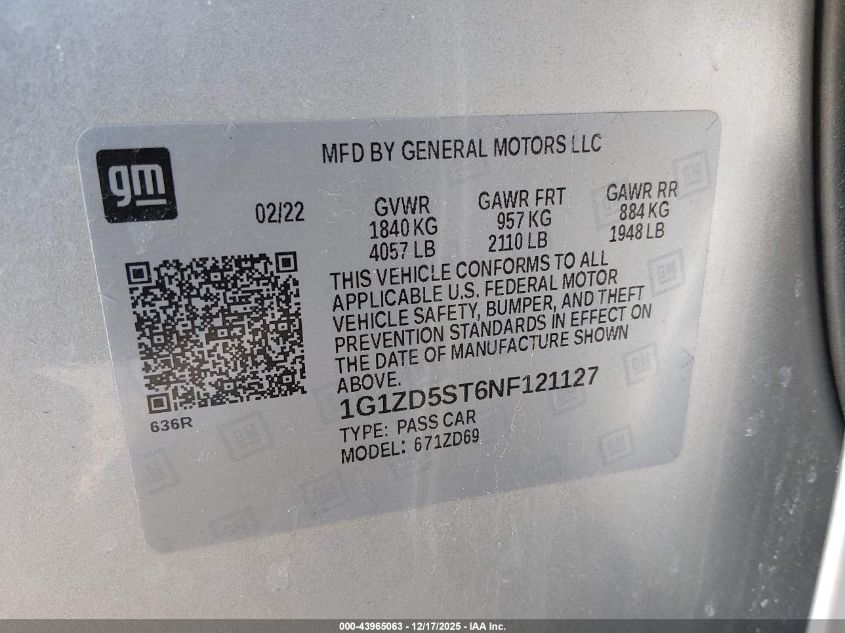 gm
MFD BY GENERAL MOTORS LLC
02/22
GVWR
1840 KG
4057 LB
GAWR FRT
957 KG
2110 LB
GAWR RR
884 KG
1948 LB
THIS VEHICLE CONFORMS TO ALL
APPLICABLE U.S. FEDERAL MOTOR
VEHICLE SAFETY, BUMPER, AND THEFT
PREVENTION STANDARDS IN EFFECT ON
THE DATE OF MANUFACTURE SHOWN
ABOVE.
636R
1G1ZD5ST6NF121127
TYPE: PASS CAR
MODEL: 671ZD69
000-43965063 - 12/17/2025 - IAA Inc.